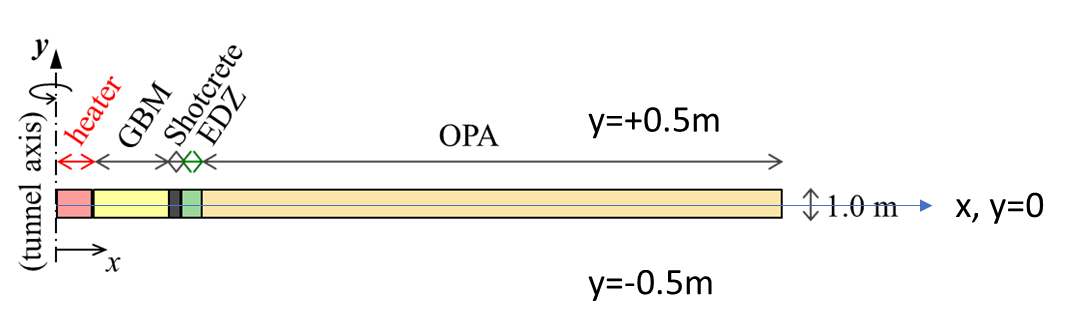 y
(tunnel axis)
heater
GBM
Shotcrete
EDZ
OPA
y=+0.5m
1.0 m
x, y=0
x
y=-0.5m